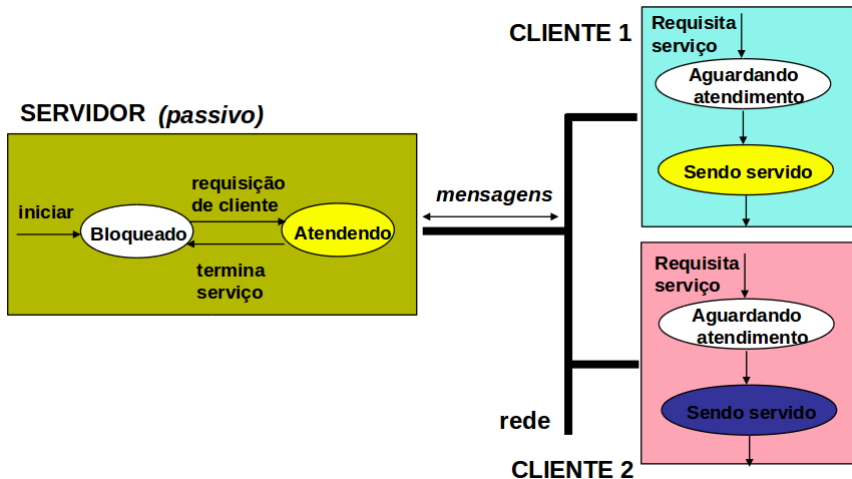 SERVIDOR (passivo)
iniciar
Bloqueado
requisição
de cliente
Atendendo
termina
serviço
mensagens
rede
CLIENTE 1
Requisita
serviço
Aguardando
atendimento
Sendo servido
Requisita
serviço
Aguardando
atendimento
Sendo servido
CLIENTE 2